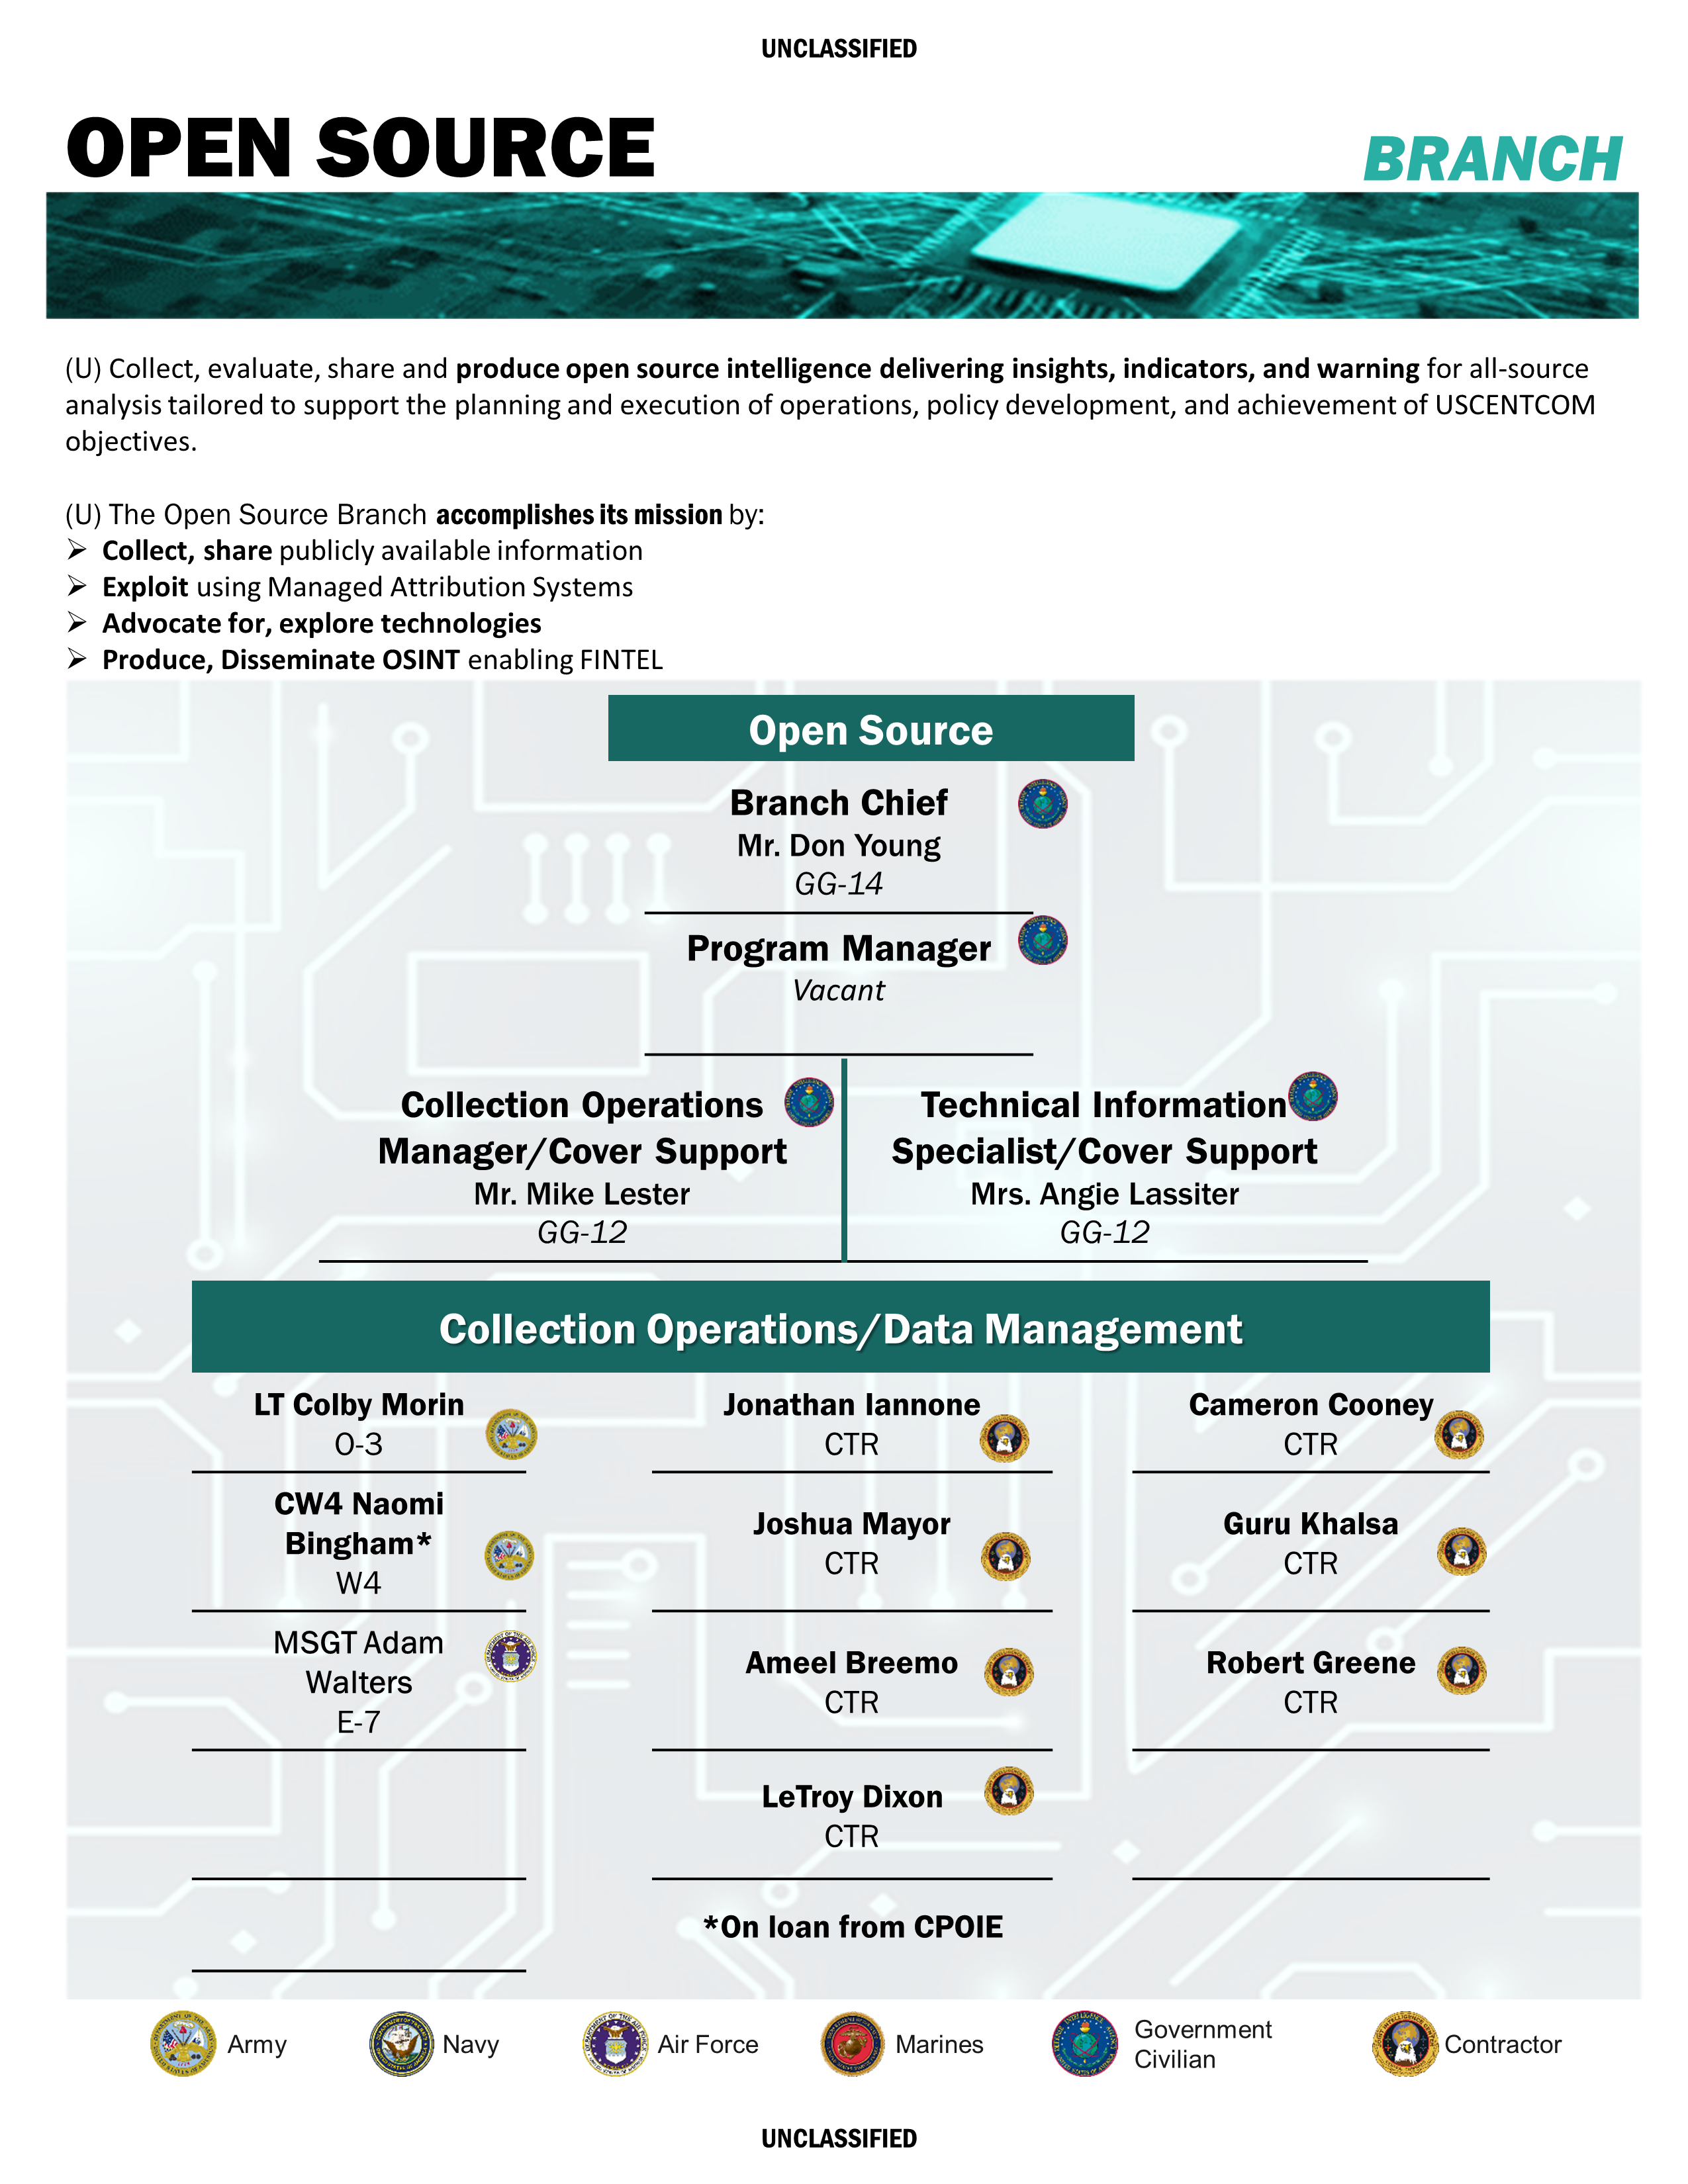 UNCLASSIFIED
OPEN SOURCE
BRANCH
(U) Collect, evaluate, share and produce open source intelligence delivering insights, indicators, and warning for all-source
analysis tailored to support the planning and execution of operations, policy development, and achievement of USCENTCOM
objectives.
(U) The Open Source Branch accomplishes its mission by:
➢ Collect, share publicly available information
➢ Exploit using Managed Attribution Systems
➢ Advocate for, explore technologies
➢ Produce, Disseminate OSINT enabling FINTEL
Open Source
Branch Chief
Mr. Don Young
GG-14
Program Manager
Vacant
Collection Operations
Manager/Cover Support
Mr. Mike Lester
GG-12
Technical Information
Specialist/Cover Support
Mrs. Angie Lassiter
GG-12
Collection Operations/Data Management
LT Colby Morin
O-3
CW4 Naomi
Bingham*
W4
MSGT Adam
Walters
E-7
Jonathan Iannone
CTR
Joshua Mayor
CTR
Ameel Breemo
CTR
LeTroy Dixon
CTR
Cameron Cooney
CTR
Guru Khalsa
CTR
Robert Greene
CTR
*On loan from CPOIE
Army
Navy
Air Force
Marines
Government
Civilian
Contractor
UNCLASSIFIED